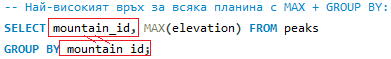 -- Най-високият връх за всяка планина с MAX + GROUP BY:
SELECT mountain_id, MAX(elevation) FROM peaks
GROUP BY mountain_id;